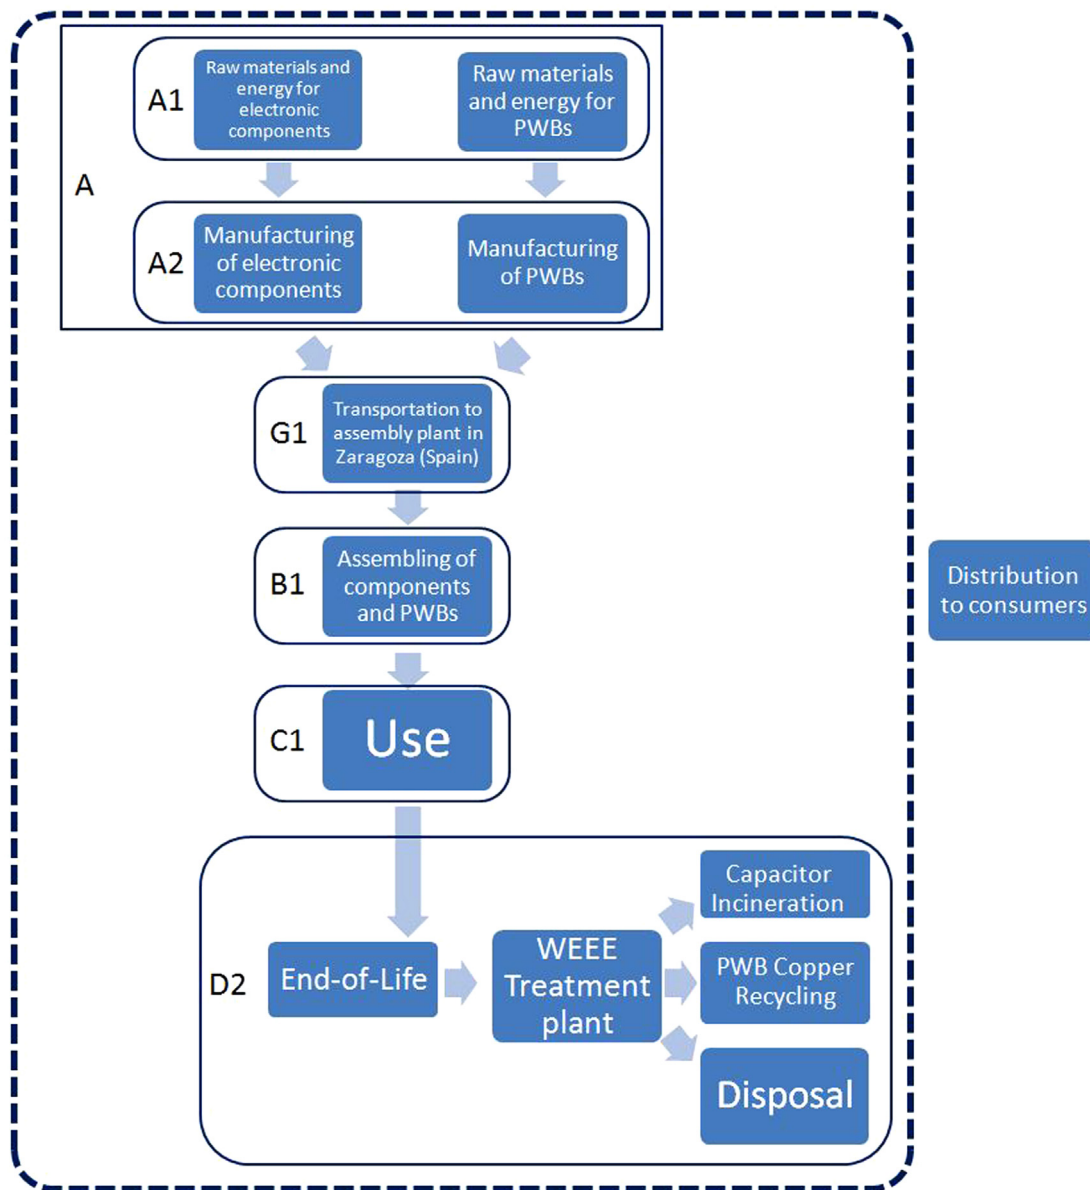 A
A1
Raw materials and
energy for
electronic
components
Raw materials
and energy for
PWBs
A2
Manufacturing
of electronic
components
Manufacturing
of PWBs
G1
Transportation to
assembly plant in
Zaragoza (Spain)
B1
Assembling of
components
and PWBs
Distribution
to consumers
C1
Use
D2
End-of-Life
WEEE
Treatment
plant
Capacitor
Incineration
PWB Copper
Recycling
Disposal